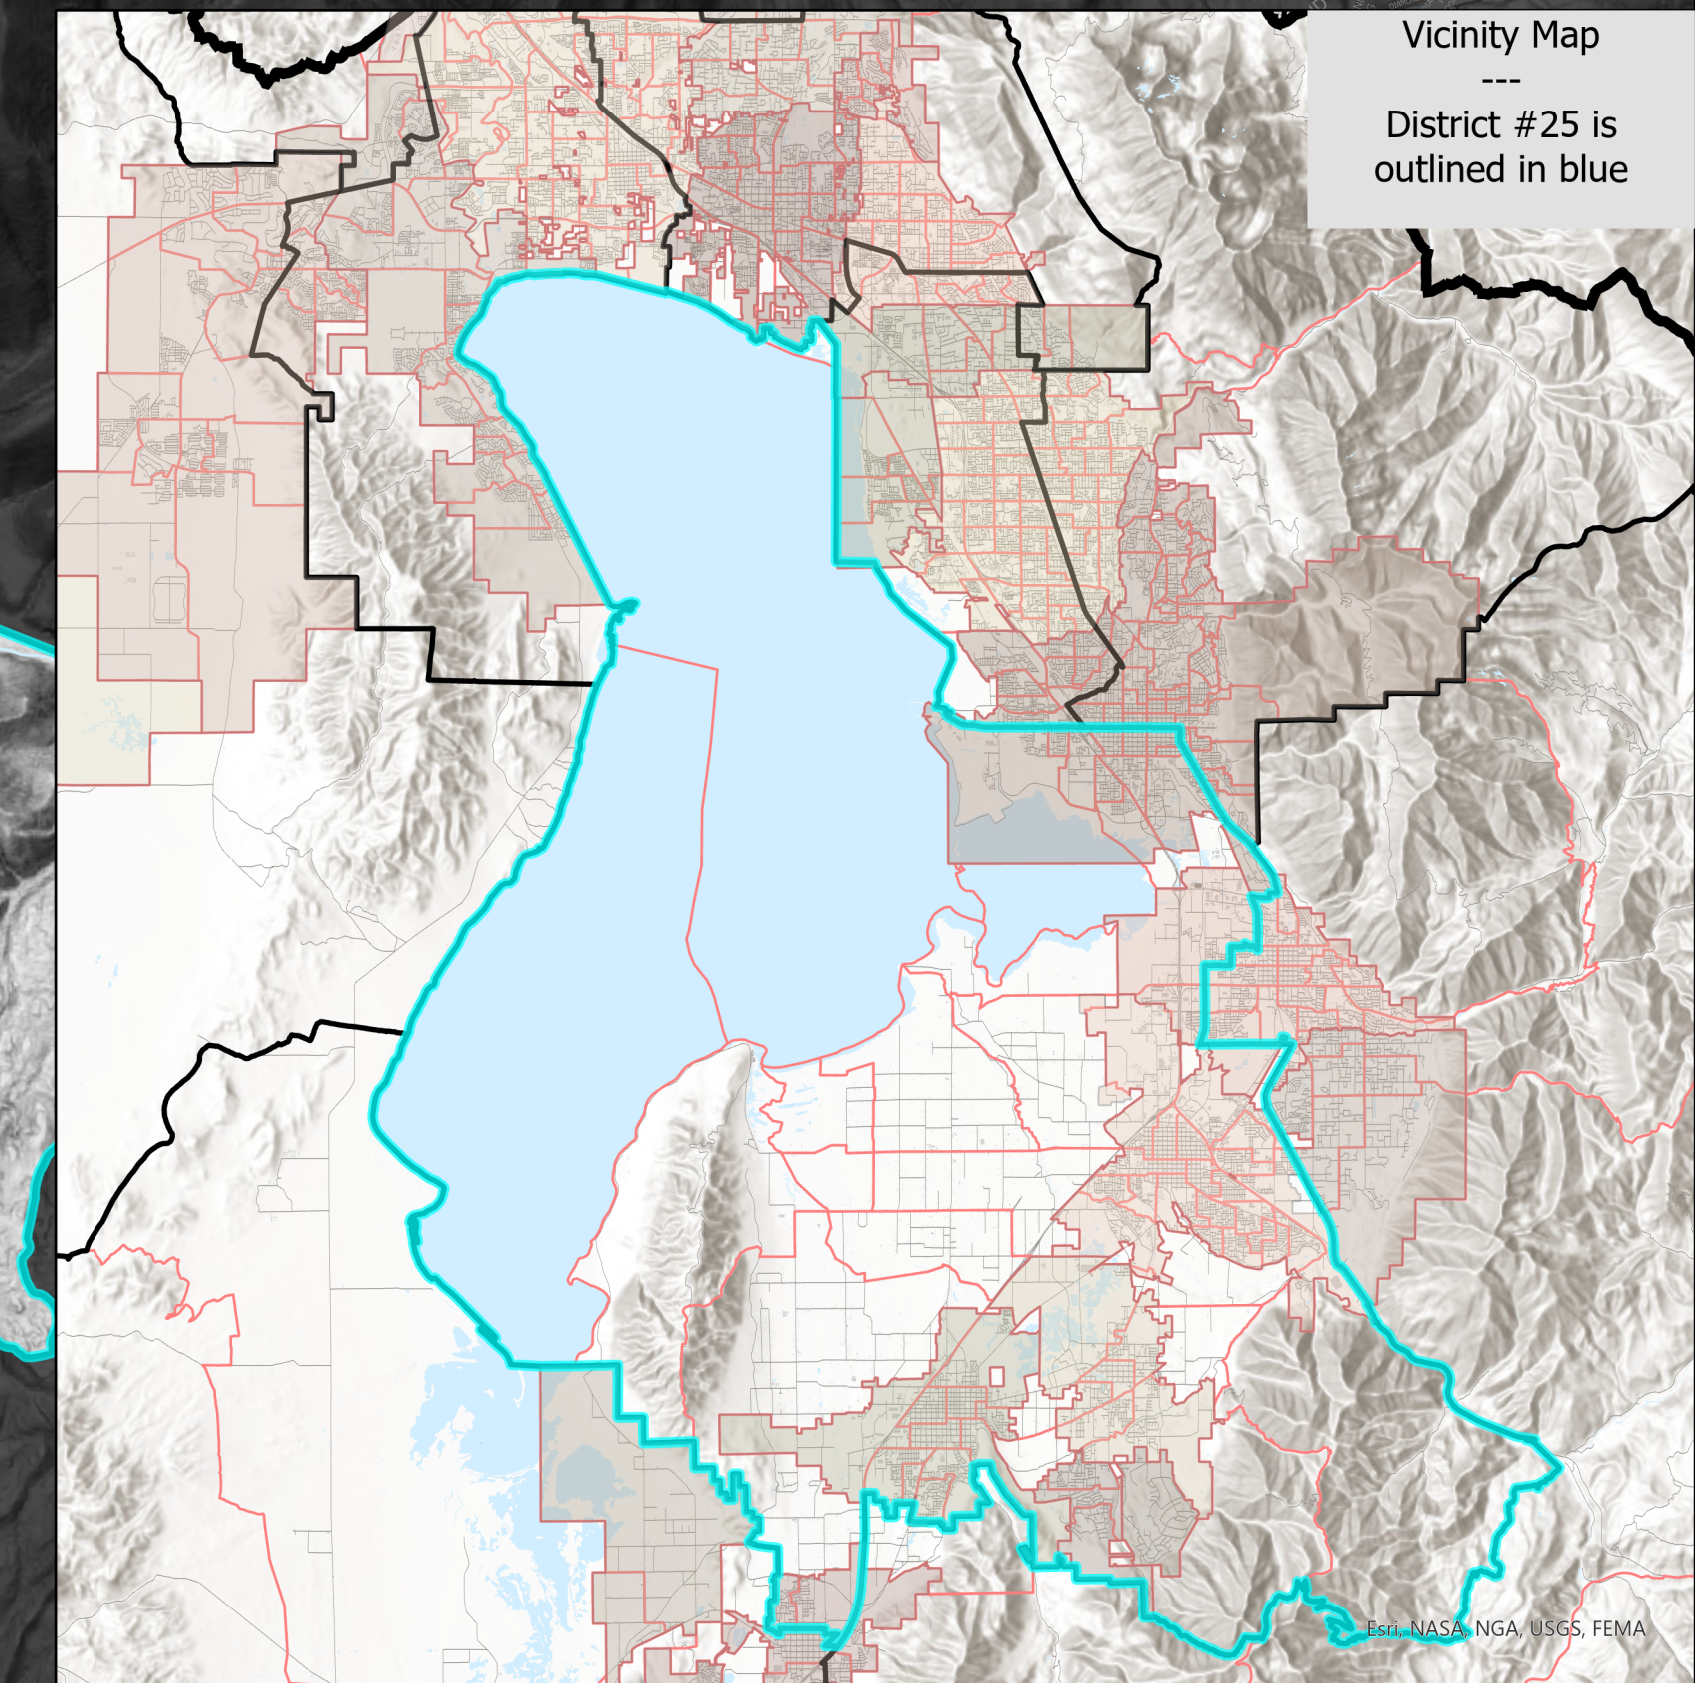 Vicinity Map
---
District #25 is
outlined in blue
Esri, NASA, NGA, USGS, FEMA